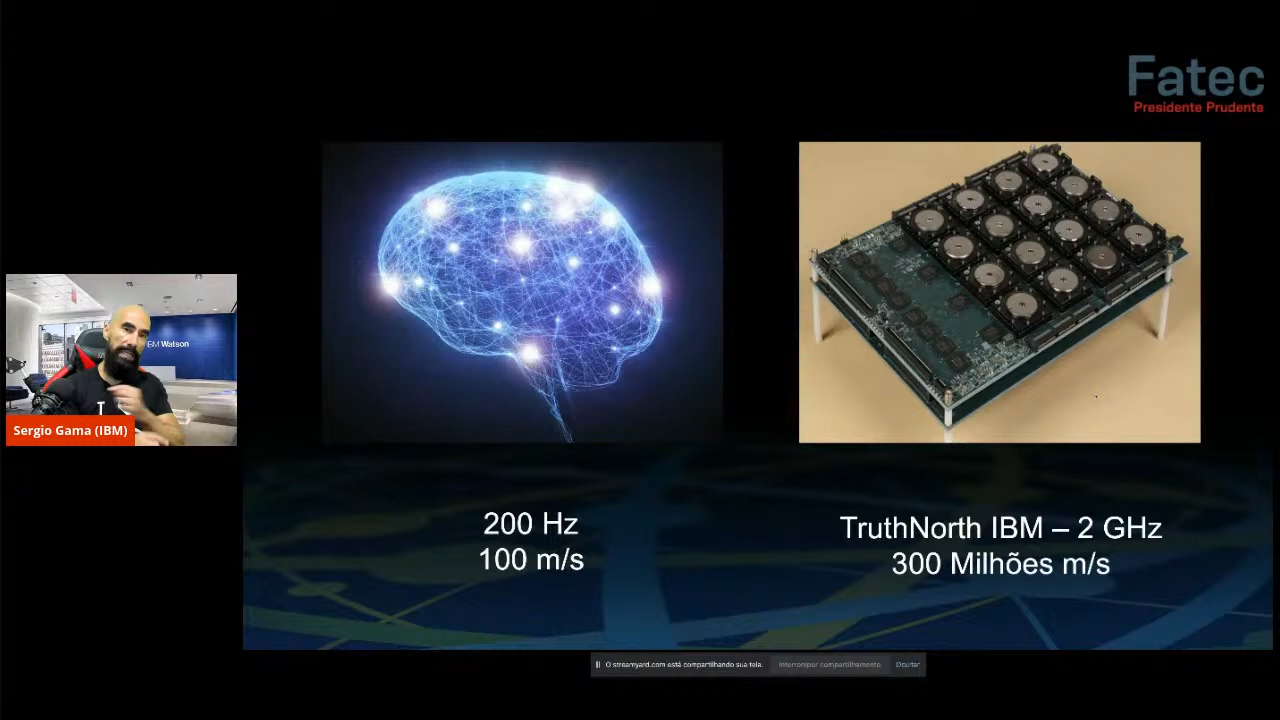 Fatec
Presidente Prudente
IBM Watson
T
Sergio Gama (IBM)
200 Hz
100 m/s
TruthNorth IBM – 2 GHz
300 Milhões m/s
O streamyard.com está compartilhando sua tela.
Interromper compartilhamento
Ocultar